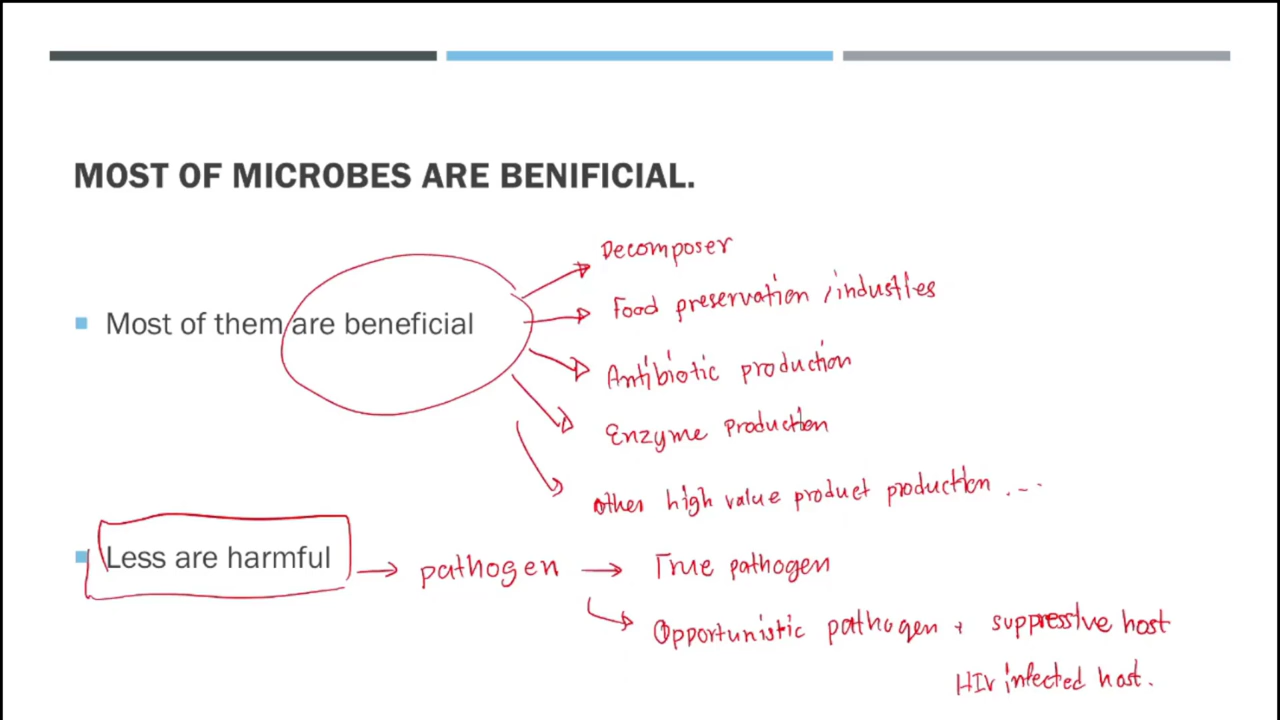 MOST OF MICROBES ARE BENIFICIAL.
Decomposer
Food preservation / industries
Most of them are beneficial
Antibiotic production
Enzyme Production
other high value product production ....
Less are harmful
pathogen
True pathogen
Opportunistic pathogen + suppressive host
HIV infected host.